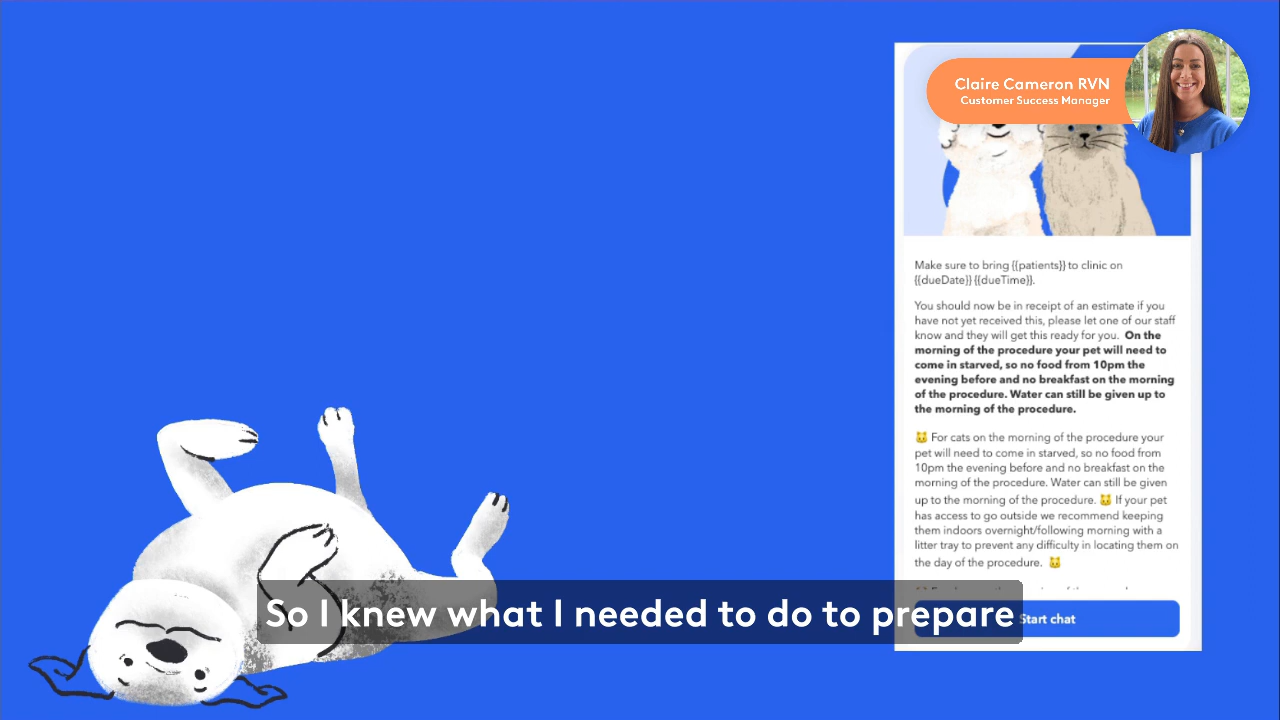 Claire Cameron RVN
Customer Success Manager
Make sure to bring {{patients}} to clinic on
{{dueDate}} {{dueTime}}.
You should now be in receipt of an estimate if you
have not yet received this, please let one of our staff
know and they will get this ready for you. On the
morning of the procedure your pet will need to
come in starved, so no food from 10pm the
evening before and no breakfast on the morning
of the procedure. Water can still be given up to
the morning of the procedure.
🐱 For cats on the morning of the procedure your
pet will need to come in starved, so no food from
10pm the evening before and no breakfast on the
morning of the procedure. Water can still be given
up to the morning of the procedure. 🐱 If your pet
has access to go outside we recommend keeping
them indoors overnight/following morning with a
litter tray to prevent any difficulty in locating them on
the day of the procedure. 🐱
So I knew what I needed to do to prepare
Start chat